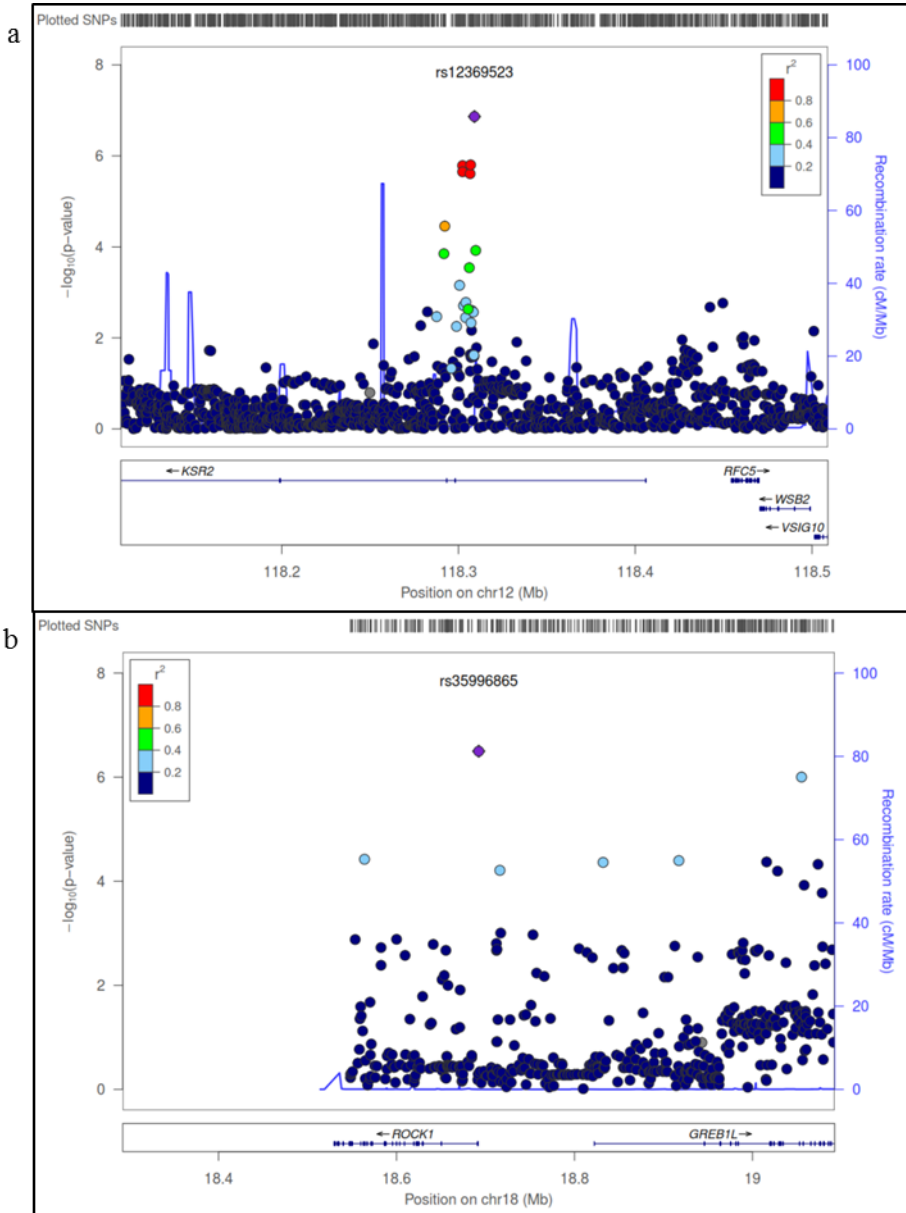 a
Plotted SNPs
rs12369523
r²
0.8
0.6
0.4
0.2
8
6
4
2
0
−log₁₀(p−value)
100
80
60
40
20
0
Recombination rate (cM/Mb)
←KSR2
RFC5→
←WSB2
←VSIG10
118.2 118.3 118.4 118.5
Position on chr12 (Mb)
b
Plotted SNPs
rs35996865
r²
0.8
0.6
0.4
0.2
8
6
4
2
0
−log₁₀(p−value)
100
80
60
40
20
0
Recombination rate (cM/Mb)
←ROCK1 GREB1L→
18.4 18.6 18.8 19
Position on chr18 (Mb)